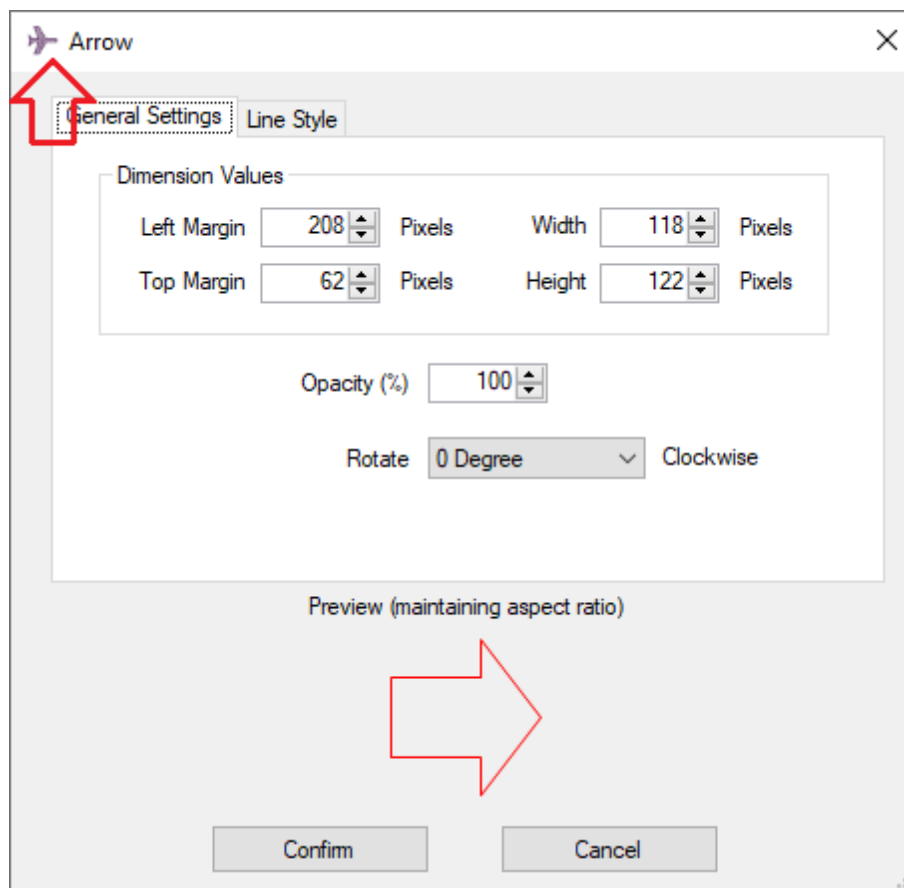 Arrow
General Settings Line Style
Dimension Values
Left Margin 208 Pixels Width 118 Pixels
Top Margin 62 Pixels Height 122 Pixels
Opacity (%) 100
Rotate 0 Degree Clockwise
Preview (maintaining aspect ratio)
Confirm Cancel